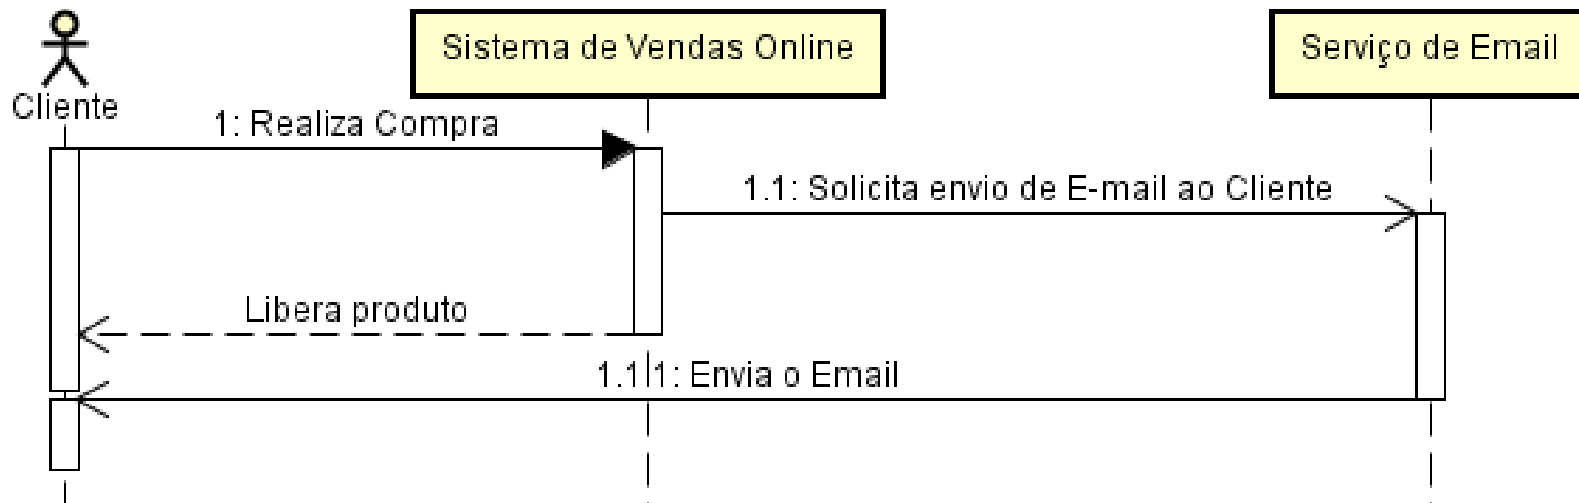 Sistema de Vendas Online
Serviço de Email
Cliente
1: Realiza Compra
1.1: Solicita envio de E-mail ao Cliente
Libera produto
1.1.1: Envia o Email